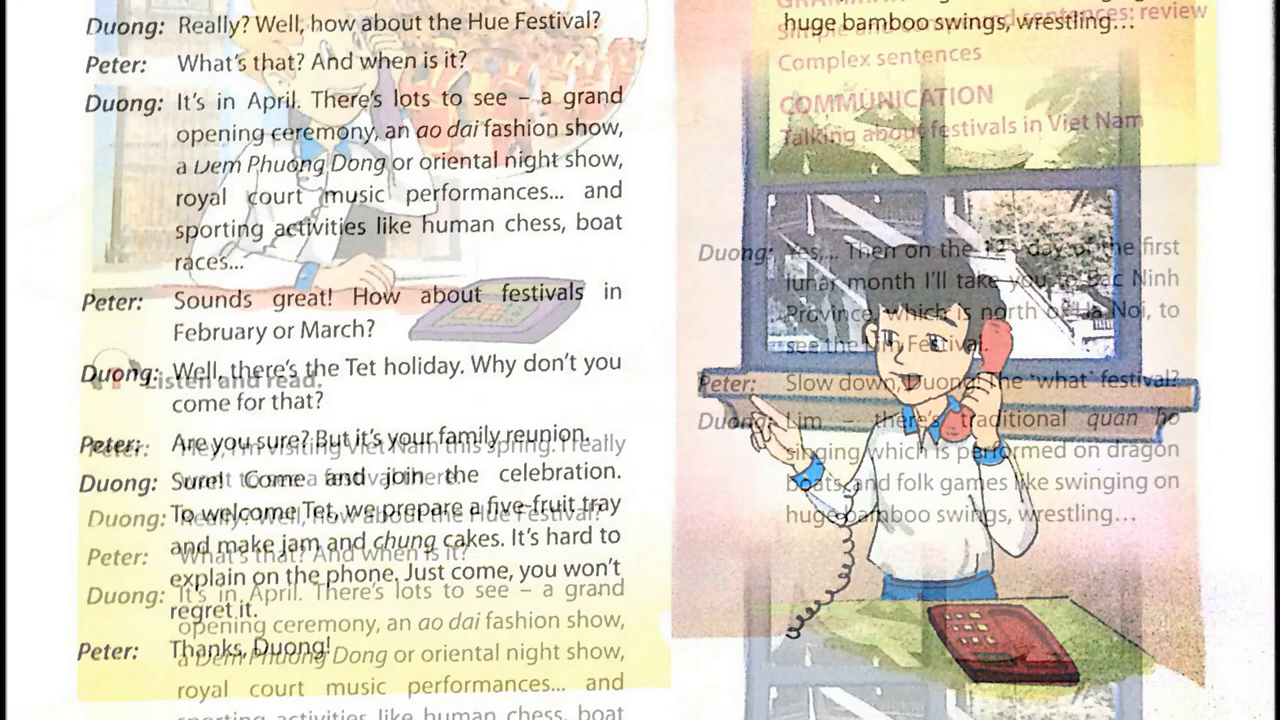 Duong: Really? Well, how about the Hue Festival?
Peter: What's that? And when is it?
Duong: It's in April. There's lots to see – a grand
opening ceremony, an ao dai fashion show,
a Dem Phuong Dong or oriental night show,
royal court music performances... and
sporting activities like human chess, boat
races...
Peter: Sounds great! How about festivals in
February or March?
Duong: Well, there's the Tet holiday. Why don't you
come for that?
Listen and read.
Peter: Are you sure? But it's your family reunion.
Peter: Hey, I'm visiting Viet Nam this spring. I really
Duong: Sure! Come and join the celebration.
To welcome Tet, we prepare a five-fruit tray
Duong: Really? Well, how about the Hue Festival?
and make jam and chung cakes. It's hard to
Peter: What's that? And when is it?
explain on the phone. Just come, you won't
Duong: It's in April. There's lots to see – a grand
regret it.
opening ceremony, an ao dai fashion show,
Peter: Thanks, Duong!
a Dem Phuong Dong or oriental night show,
royal court music performances... and
sporting activities like human chess, boat
huge bamboo swings, wrestling...
Simple and compound sentences: review
Complex sentences
COMMUNICATION
Talking about festivals in Viet Nam
Duong: Yes,... Then on the 12th day of the first
lunar month I'll take you to Bac Ninh
Province, which is north of Ha Noi, to
see the Lim Festival.
Peter: Slow down, Duong! The 'what' festival?
Duong: Lim – there's traditional quan ho
singing which is performed on dragon
boats, and folk games like swinging on
huge bamboo swings, wrestling...